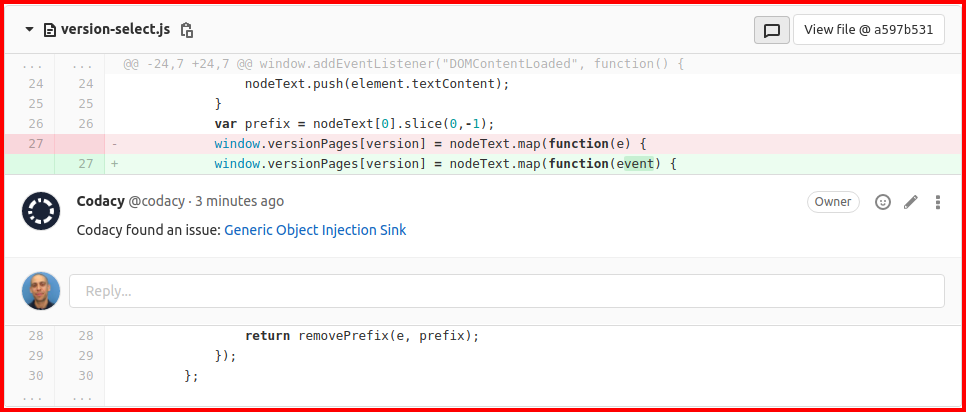 version-select.js View file @ a597b531
... ... @@ -24,7 +24,7 @@ window.addEventListener("DOMContentLoaded", function() {
24 24 nodeText.push(element.textContent);
25 25 }
26 26 var prefix = nodeText[0].slice(0,-1);
27 - window.versionPages[version] = nodeText.map(function(e) {
27 + window.versionPages[version] = nodeText.map(function(event) {
Codacy @codacy · 3 minutes ago Owner
Codacy found an issue: Generic Object Injection Sink
Reply...
28 28 return removePrefix(e, prefix);
29 29 });
30 30 };
... ...